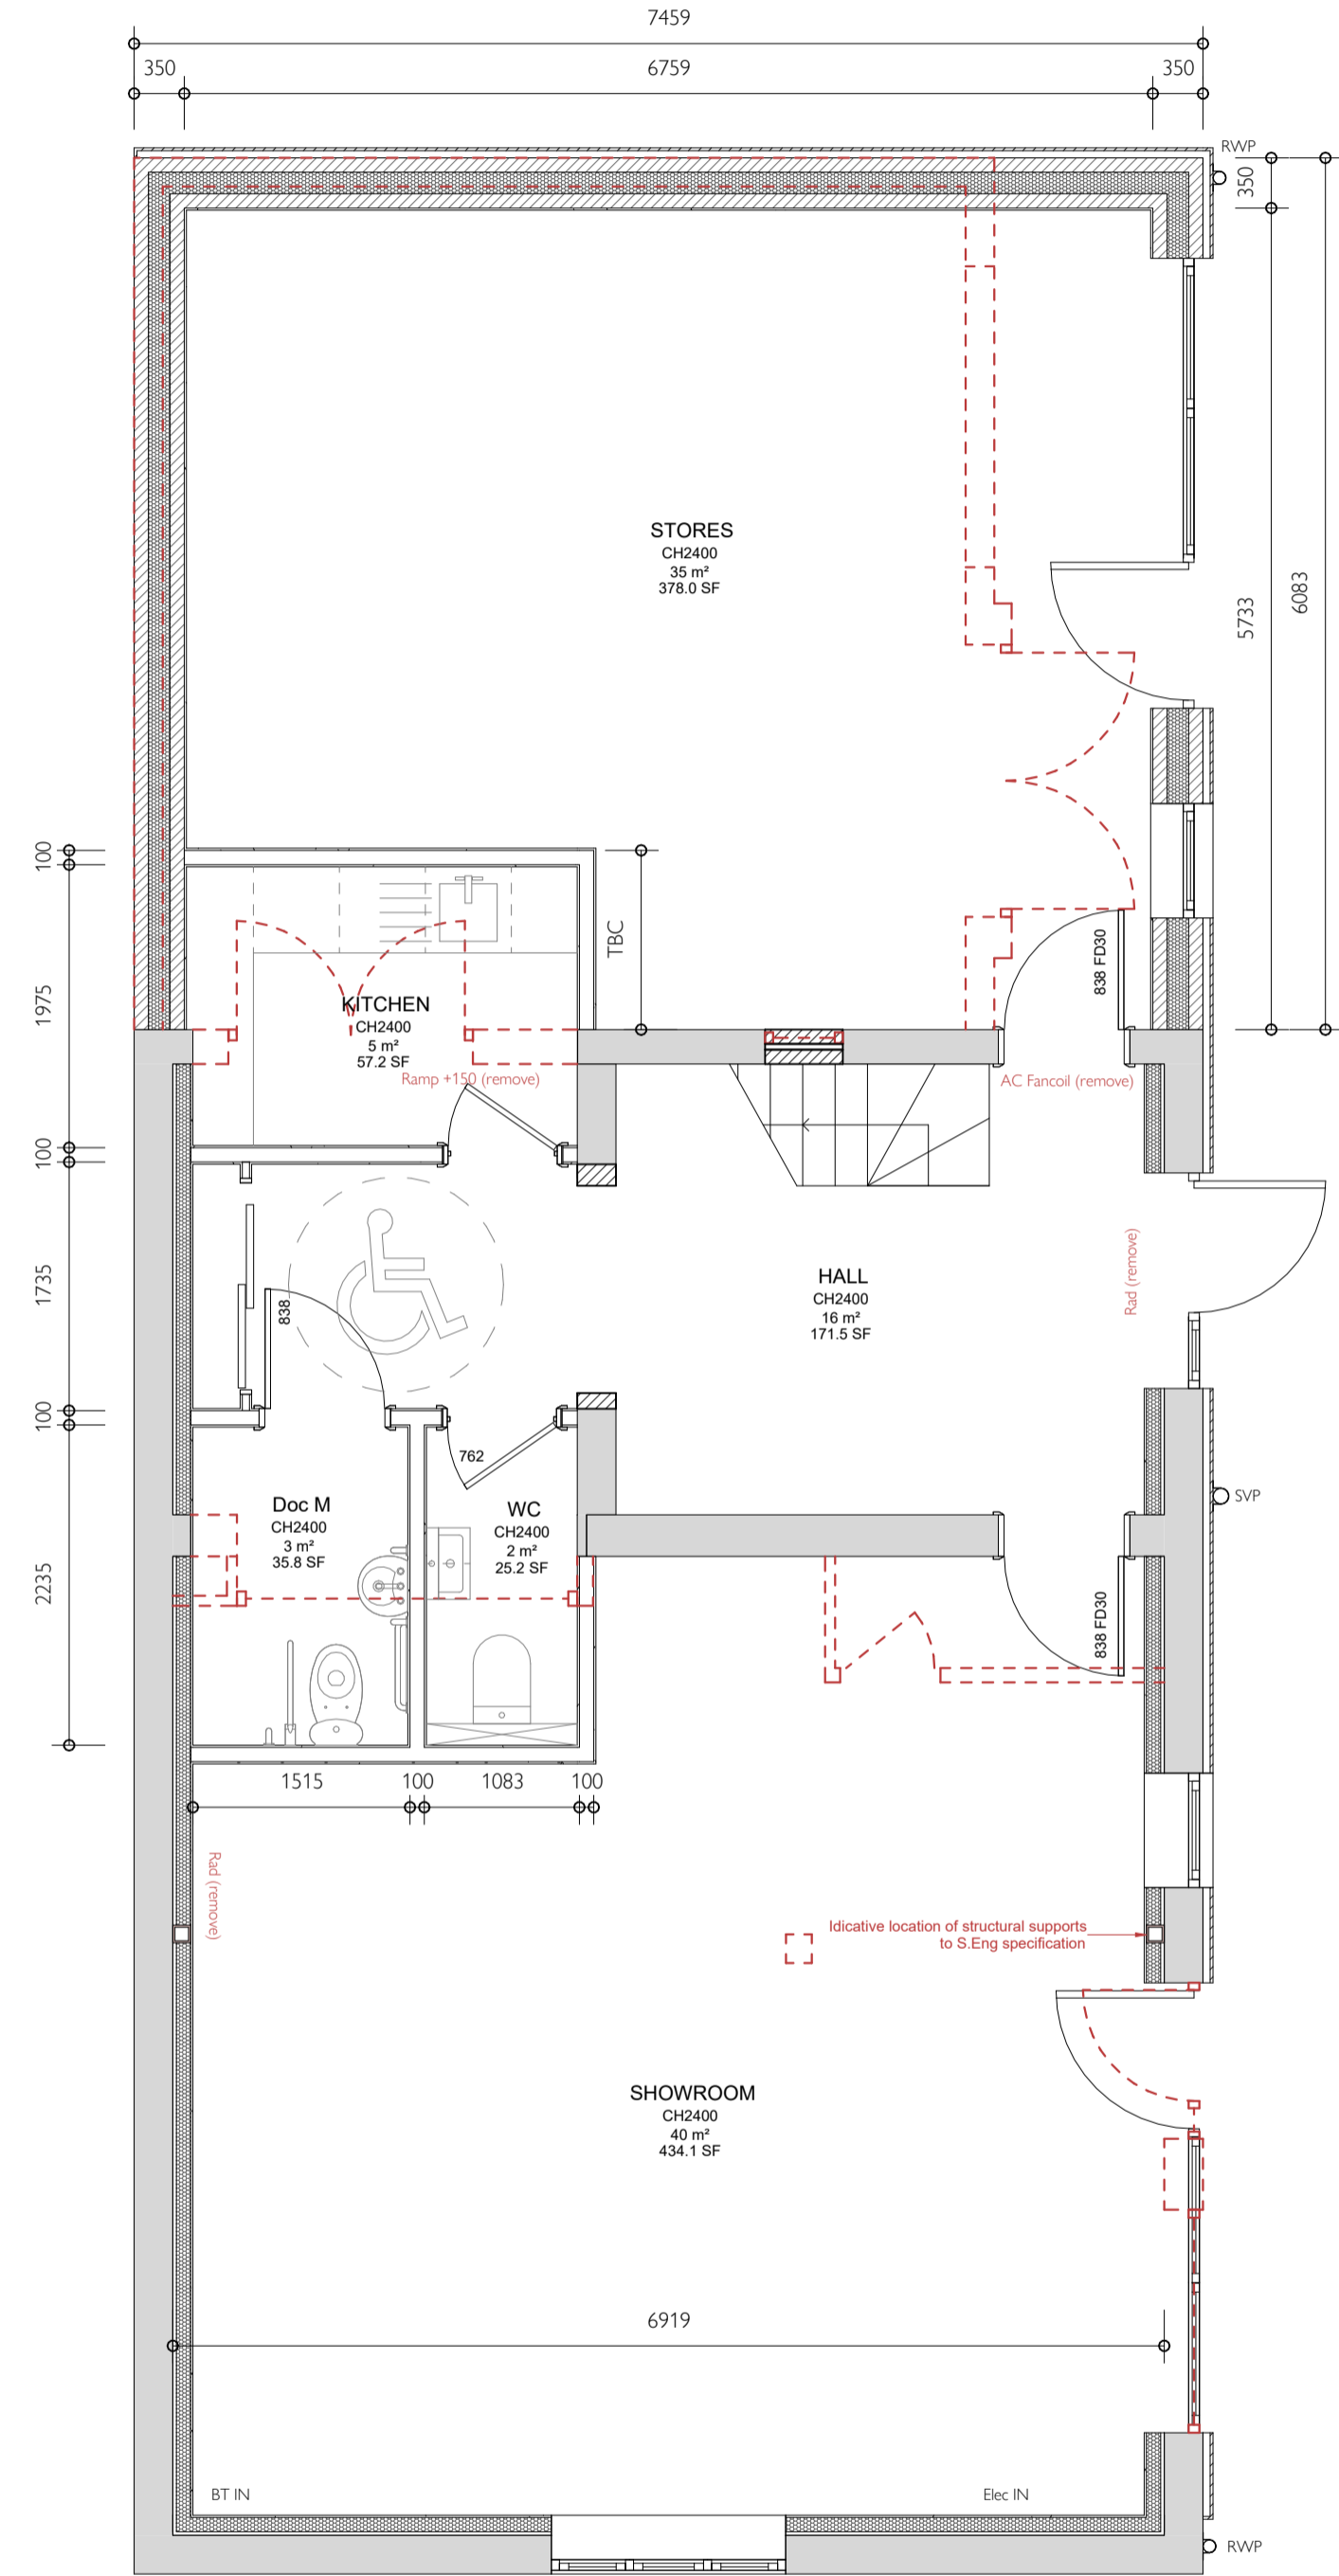 7459
350
6759
350
RWP
350
5733
6083
STORES
CH2400
35 m²
378.0 SF
100
1975
TBC
838 FD30
KITCHEN
CH2400
5 m²
57.2 SF
Ramp +150 (remove)
AC Fancoil (remove)
100
1735
838
HALL
CH2400
16 m²
171.5 SF
Rad (remove)
100
762
Doc M
CH2400
3 m²
35.8 SF
WC
CH2400
2 m²
25.2 SF
SVP
2235
838 FD30
1515
100
1083
100
Rad (remove)
Idicative location of structural supports
to S.Eng specification
SHOWROOM
CH2400
40 m²
434.1 SF
6919
BT IN
Elec IN
RWP